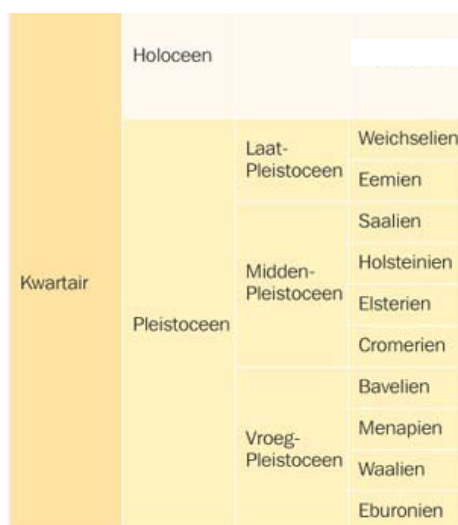 Kwartair
Holoceen
Pleistoceen
Laat-
Pleistoceen
Weichselien
Eemien
Midden-
Pleistoceen
Saalien
Holsteinien
Elsterien
Cromerien
Vroeg-
Pleistoceen
Bavelien
Menapien
Waalien
Eburonien